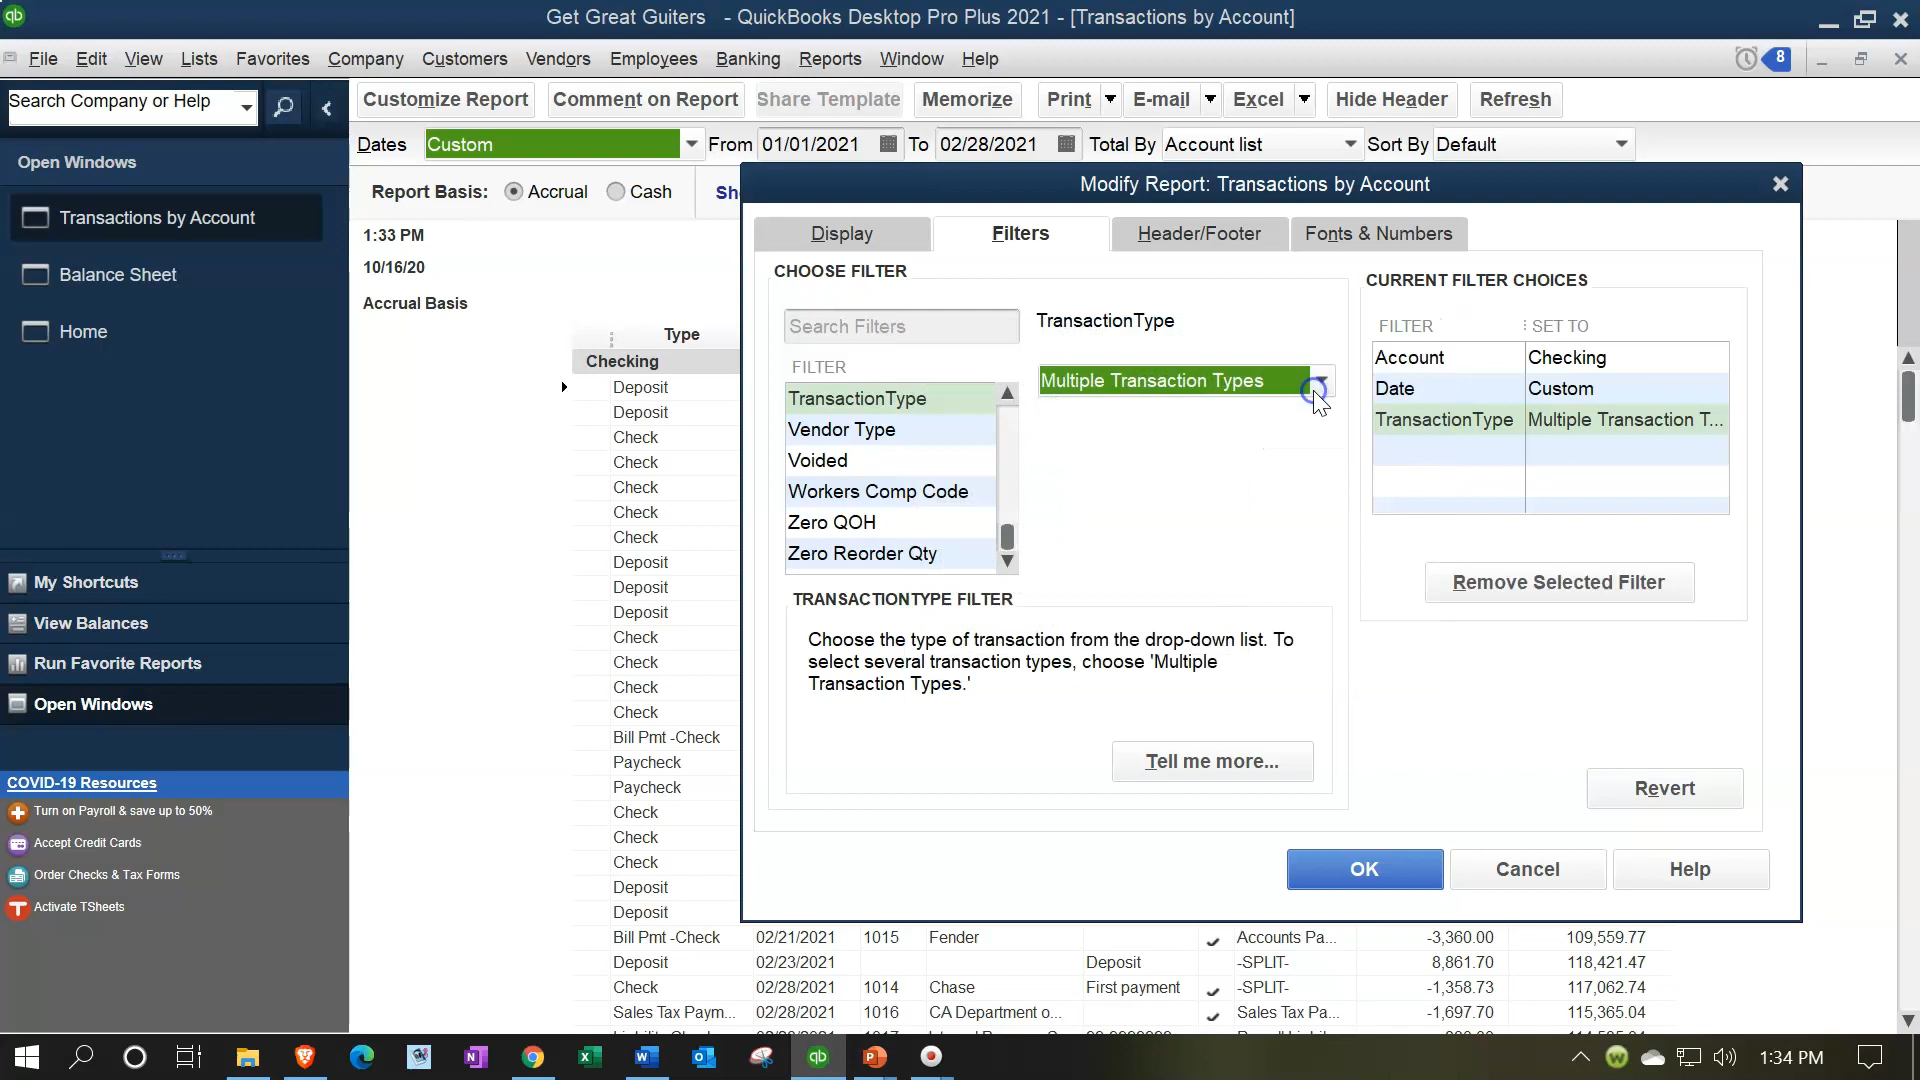 Get Great Guiters - QuickBooks Desktop Pro Plus 2021 - [Transactions by Account]
File Edit View Lists Favorites Company Customers Vendors Employees Banking Reports Window Help
8
Search Company or Help
Customize Report Comment on Report Share Template Memorize Print E-mail Excel Hide Header Refresh
Dates Custom From 01/01/2021 To 02/28/2021 Total By Account list Sort By Default
Open Windows
Transactions by Account
Balance Sheet
Home
My Shortcuts
View Balances
Run Favorite Reports
Open Windows
COVID-19 Resources
Turn on Payroll & save up to 50%
Accept Credit Cards
Order Checks & Tax Forms
Activate TSheets
Report Basis: Accrual Cash
1:33 PM
10/16/20
Accrual Basis
Type
Checking
Deposit
Deposit
Check
Check
Check
Check
Check
Deposit
Deposit
Deposit
Check
Check
Check
Check
Bill Pmt -Check
Paycheck
Paycheck
Check
Check
Check
Deposit
Deposit
Bill Pmt -Check 02/21/2021 1015 Fender Accounts Pa... -3,360.00 109,559.77
Deposit 02/23/2021 Deposit -SPLIT- 8,861.70 118,421.47
Check 02/28/2021 1014 Chase First payment -SPLIT- -1,358.73 117,062.74
Sales Tax Paym... 02/28/2021 1016 CA Department o... Sales Tax Pa... -1,697.70 115,365.04
Modify Report: Transactions by Account
Display Filters Header/Footer Fonts & Numbers
CHOOSE FILTER
Search Filters
FILTER
TransactionType
Vendor Type
Voided
Workers Comp Code
Zero QOH
Zero Reorder Qty
TransactionType
Multiple Transaction Types
TRANSACTIONTYPE FILTER
Choose the type of transaction from the drop-down list. To
select several transaction types, choose 'Multiple
Transaction Types.'
Tell me more...
CURRENT FILTER CHOICES
FILTER SET TO
Account Checking
Date Custom
TransactionType Multiple Transaction T...
Remove Selected Filter
Revert
OK Cancel Help
1:34 PM